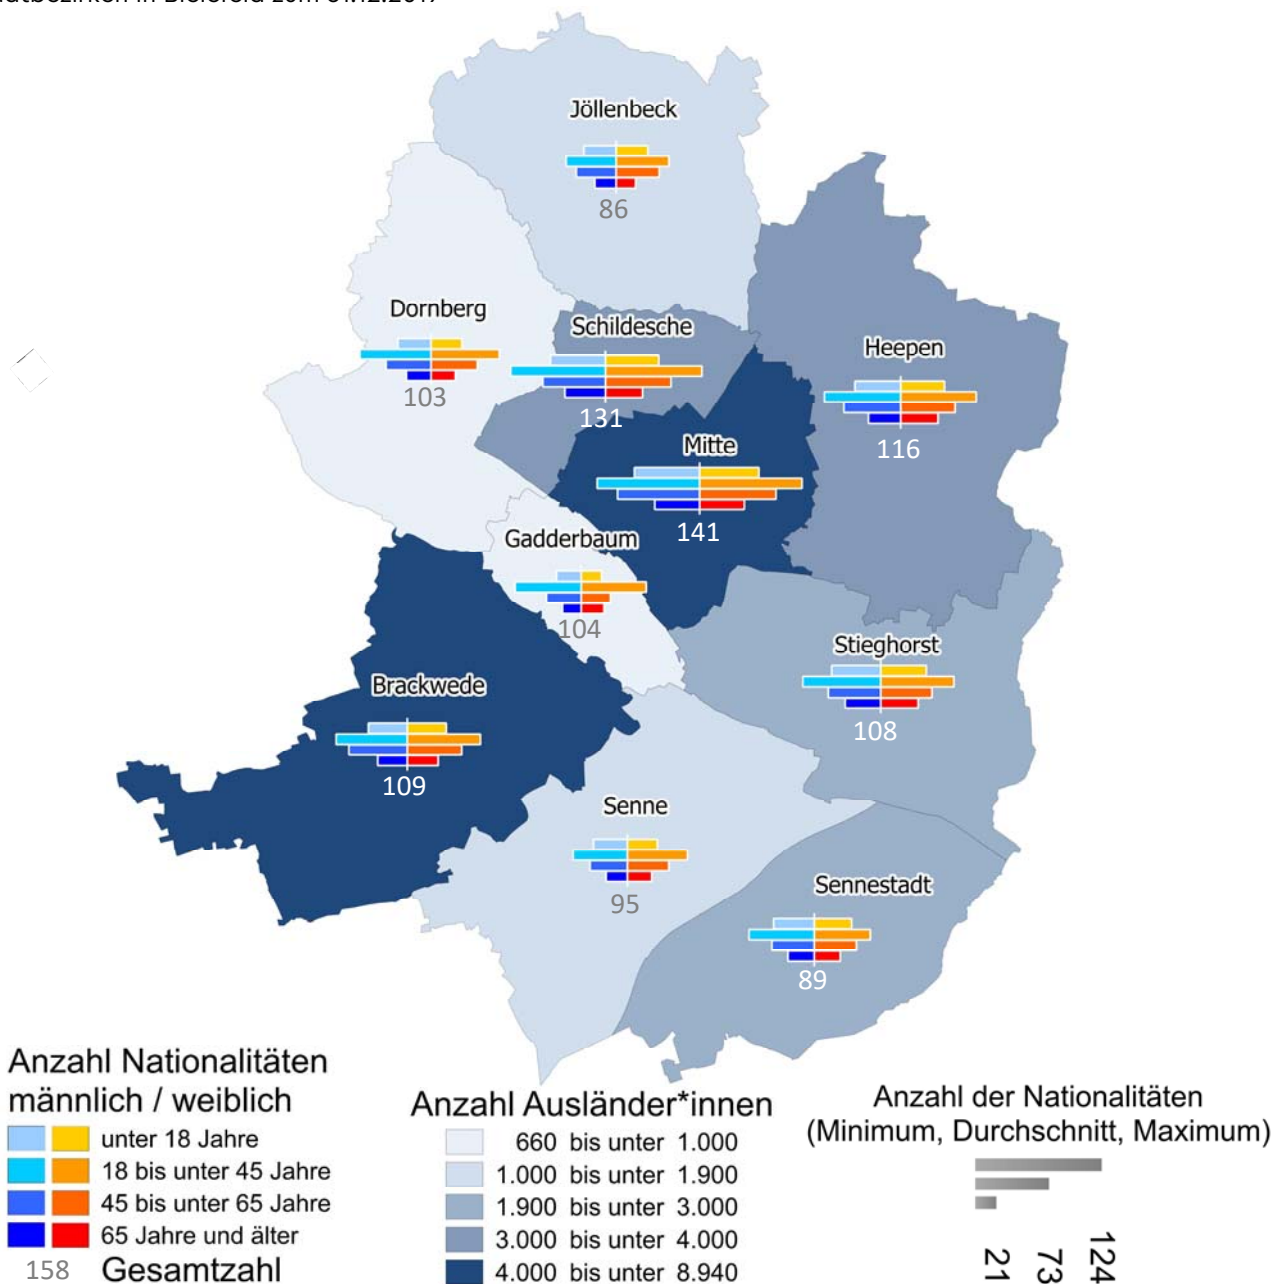 Jöllenbeck
86
Dornberg
103
Schildesche
131
Heepen
116
Mitte
141
Gadderbaum
104
Stieghorst
108
Brackwede
109
Senne
95
Sennestadt
89
Anzahl Nationalitäten
männlich / weiblich
unter 18 Jahre
18 bis unter 45 Jahre
45 bis unter 65 Jahre
65 Jahre und älter
158 Gesamtzahl
Anzahl Ausländer*innen
660 bis unter 1.000
1.000 bis unter 1.900
1.900 bis unter 3.000
3.000 bis unter 4.000
4.000 bis unter 8.940
Anzahl der Nationalitäten
(Minimum, Durchschnitt, Maximum)
21
73
124